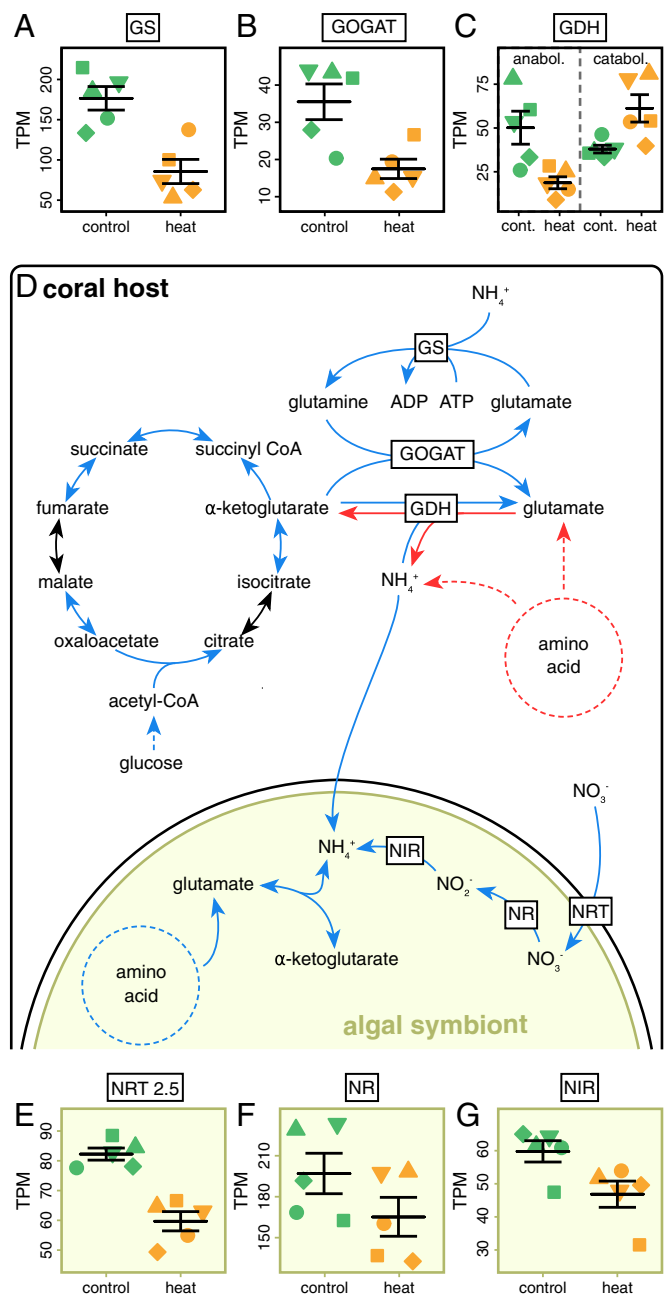 A GS
B GOGAT
C GDH
TPM
200
150
100
50
control heat
TPM
40
30
20
10
control heat
TPM
anabol. catabol.
75
50
25
cont. heat cont. heat
D coral host
NH₄⁺
GS
glutamine ADP ATP glutamate
succinate succinyl CoA
GOGAT
fumarate α-ketoglutarate GDH glutamate
malate isocitrate NH₄⁺
oxaloacetate citrate
amino
acid
acetyl-CoA
glucose
NO₃⁻
NH₄⁺ NIR
glutamate NO₂⁻
NR NRT
amino
acid
α-ketoglutarate NO₃⁻
algal symbiont
E NRT 2.5
F NR
G NIR
TPM
90
80
70
60
50
control heat
TPM
210
180
150
control heat
TPM
60
50
40
30
control heat